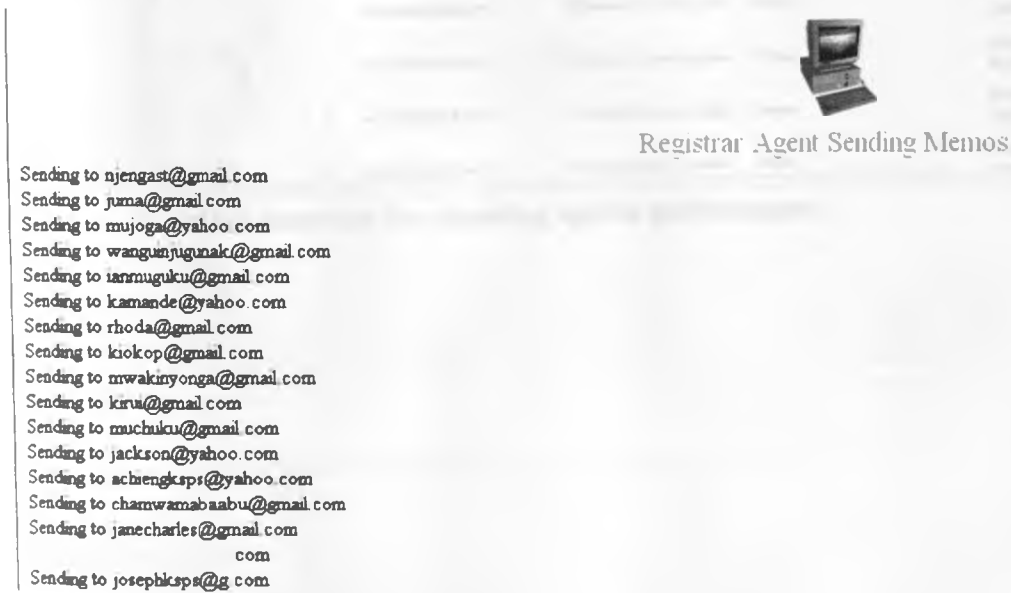 Registrar Agent Sending Memos
Sending to njengast@gmail.com
Sending to juma@gmail.com
Sending to mujoga@yahoo.com
Sending to wanguinjugunak@gmail.com
Sending to ianmuguku@gmail.com
Sending to kamande@yahoo.com
Sending to rhoda@gmail.com
Sending to kiokop@gmail.com
Sending to mwakinyonga@gmail.com
Sending to kirui@gmail.com
Sending to muchuku@gmail.com
Sending to jackson@yahoo.com
Sending to achiengksps@yahoo.com
Sending to chamwamabaabu@gmail.com
Sending to janecharles@gmail.com
com
Sending to josephksps@g.com